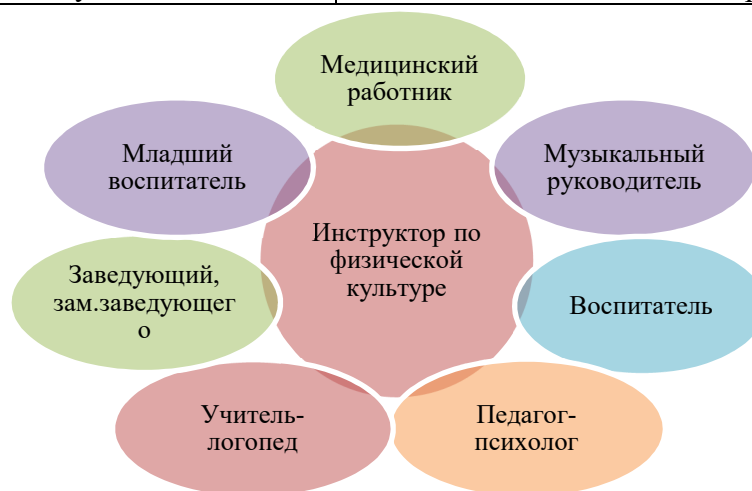 Медицинский
работник
Младший
воспитатель
Музыкальный
руководитель
Инструктор по
физической
культуре
Заведующий,
зам.заведующег
о
Воспитатель
Учитель-
логопед
Педагог-
психолог